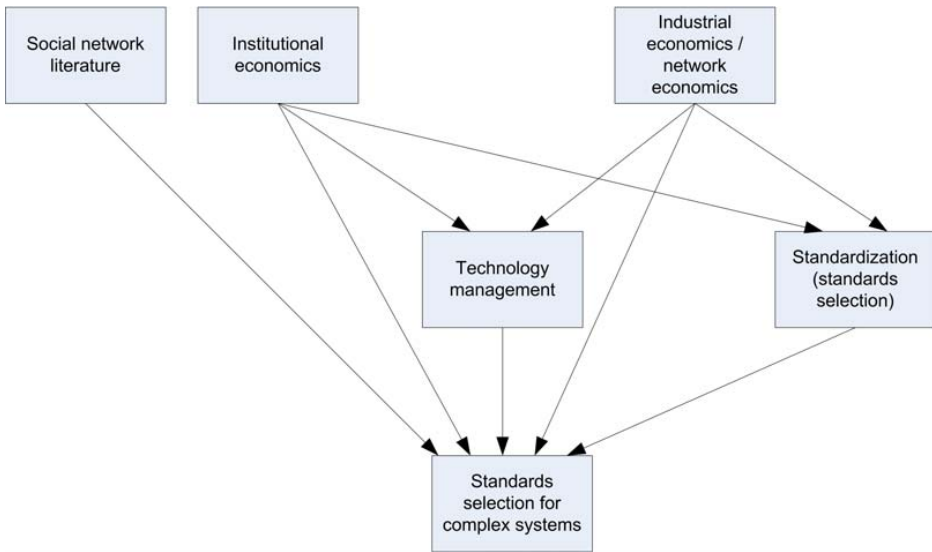 Social network
literature
Institutional
economics
Industrial
economics /
network
economics
Technology
management
Standardization
(standards
selection)
Standards
selection for
complex systems